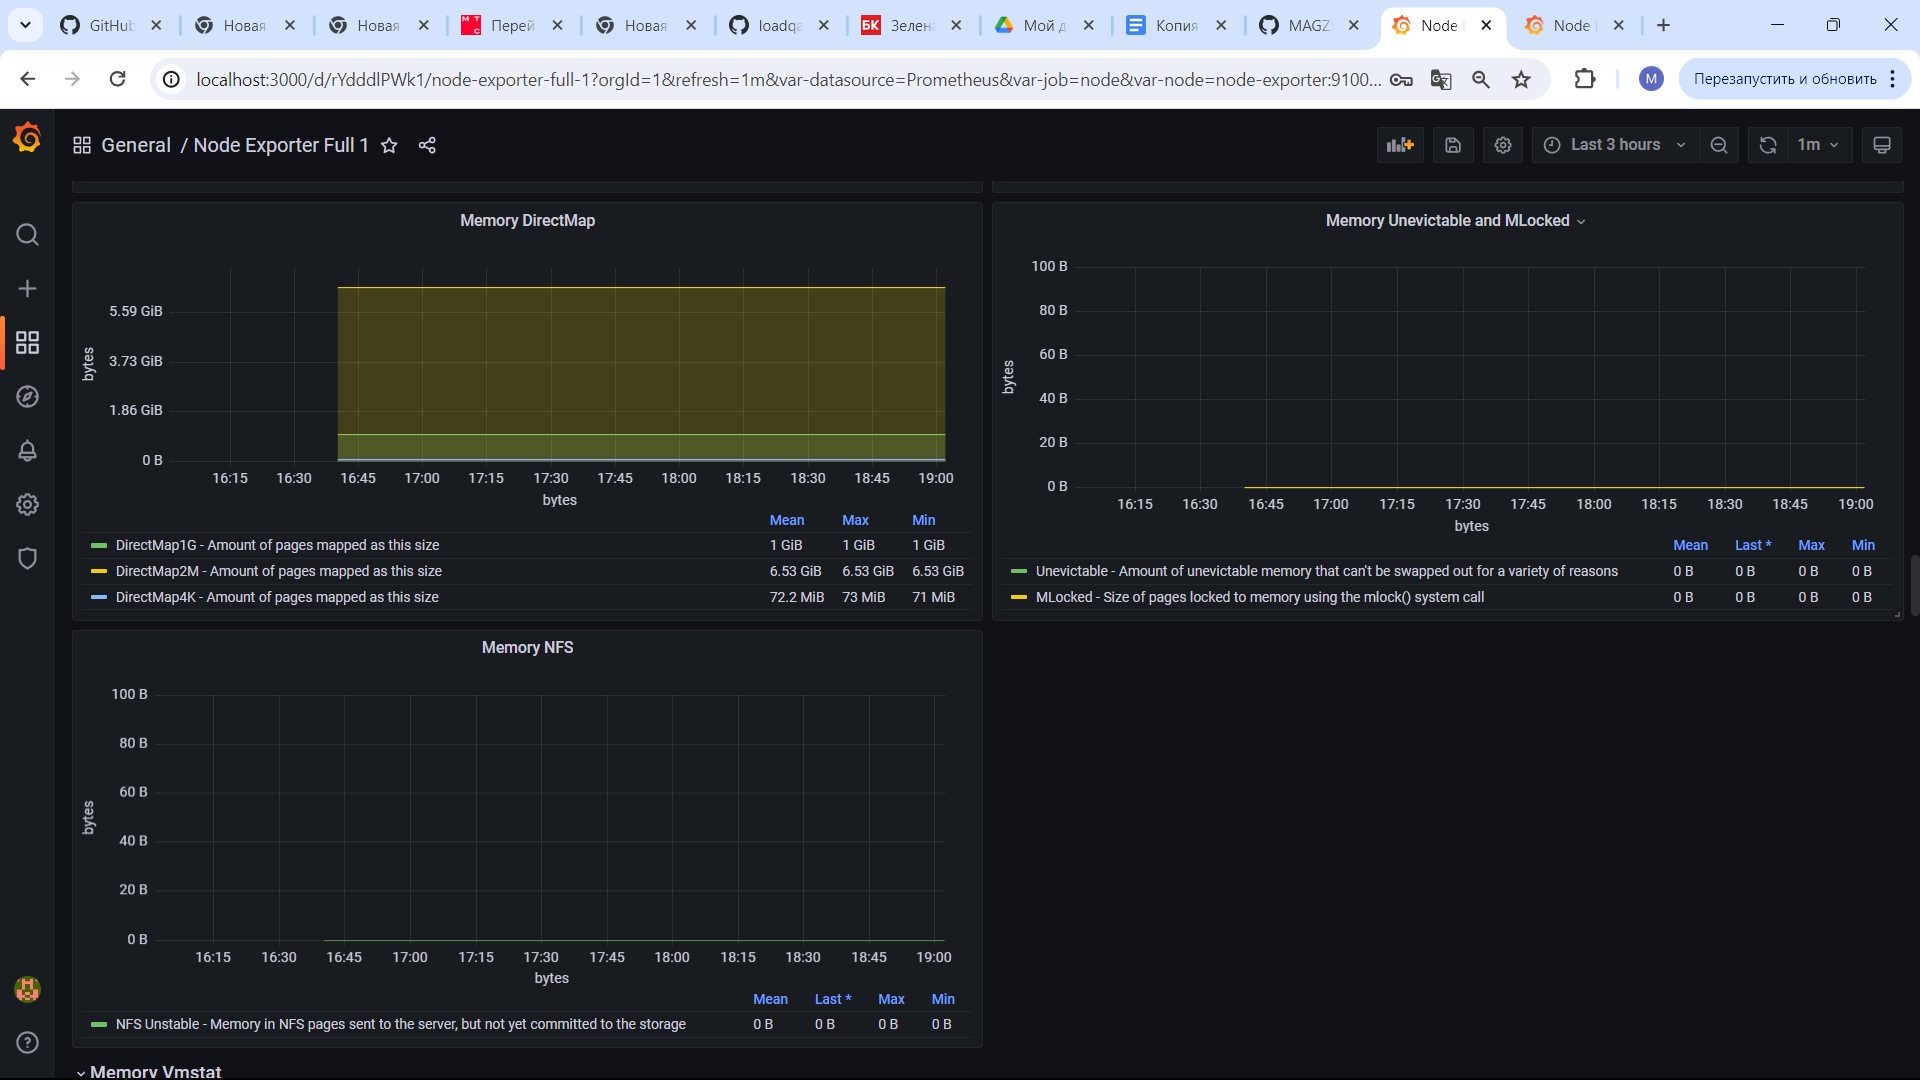 GitHub
Новая
Новая
Перей
Новая
loadqa
БК Зелен
Мой д
Копия
MAGZ
Node
Node
localhost:3000/d/rYdddlPWk1/node-exporter-full-1?orgId=1&refresh=1m&var-datasource=Prometheus&var-job=node&var-node=node-exporter:9100...
M
Перезапустить и обновить
General / Node Exporter Full 1
Last 3 hours
1m
Memory DirectMap
bytes
5.59 GiB
3.73 GiB
1.86 GiB
0 B
16:15 16:30 16:45 17:00 17:15 17:30 17:45 18:00 18:15 18:30 18:45 19:00
bytes
Mean Max Min
DirectMap1G - Amount of pages mapped as this size 1 GiB 1 GiB 1 GiB
DirectMap2M - Amount of pages mapped as this size 6.53 GiB 6.53 GiB 6.53 GiB
DirectMap4K - Amount of pages mapped as this size 72.2 MiB 73 MiB 71 MiB
Memory Unevictable and MLocked
bytes
100 B
80 B
60 B
40 B
20 B
0 B
16:15 16:30 16:45 17:00 17:15 17:30 17:45 18:00 18:15 18:30 18:45 19:00
bytes
Mean Last * Max Min
Unevictable - Amount of unevictable memory that can't be swapped out for a variety of reasons 0 B 0 B 0 B 0 B
MLocked - Size of pages locked to memory using the mlock() system call 0 B 0 B 0 B 0 B
Memory NFS
bytes
100 B
80 B
60 B
40 B
20 B
0 B
16:15 16:30 16:45 17:00 17:15 17:30 17:45 18:00 18:15 18:30 18:45 19:00
bytes
Mean Last * Max Min
NFS Unstable - Memory in NFS pages sent to the server, but not yet committed to the storage 0 B 0 B 0 B 0 B
Memory Vmstat